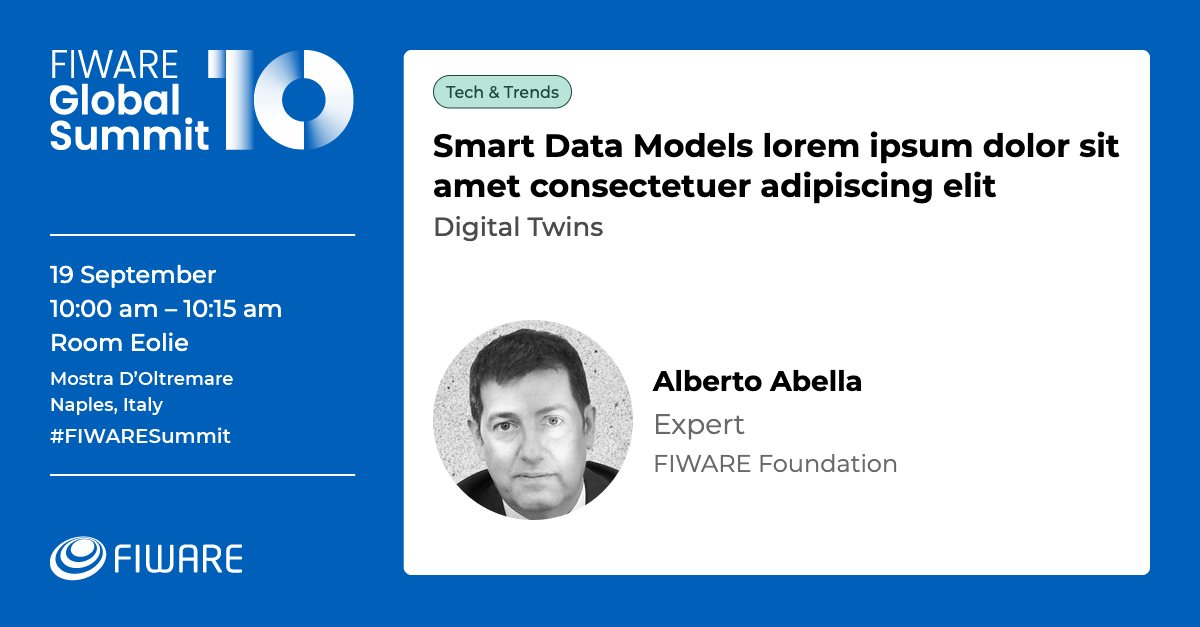 FIWARE
Global
Summit
10
19 September
10:00 am – 10:15 am
Room Eolie
Mostra D’Oltremare
Naples, Italy
#FIWARESummit
FIWARE
Tech & Trends
Smart Data Models lorem ipsum dolor sit
amet consectetuer adipiscing elit
Digital Twins
Alberto Abella
Expert
FIWARE Foundation